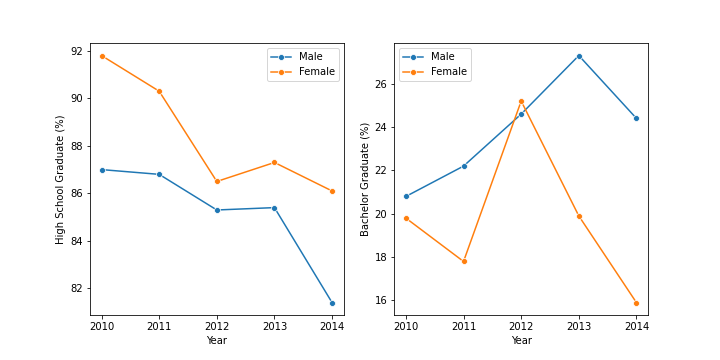 92
90
88
86
84
82
High School Graduate (%)
Male
Female
2010 2011 2012 2013 2014
Year
26
24
22
20
18
16
Bachelor Graduate (%)
Male
Female
2010 2011 2012 2013 2014
Year